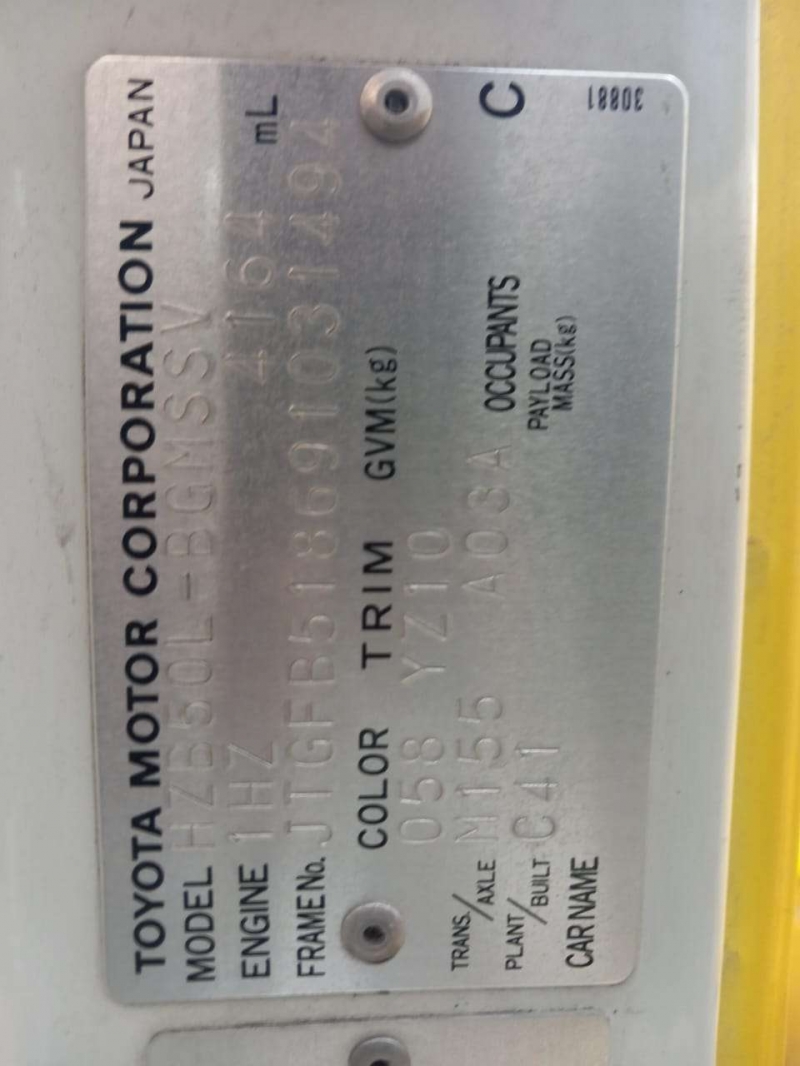 TOYOTA MOTOR CORPORATION JAPAN
MODEL HZB50L-BGMSSV
ENGINE 1HZ 4164 mL
FRAME No. JTGFB518691031494
COLOR TRIM GVM(kg)
058 YZ10
TRANS./AXLE M155 A03A OCCUPANTS C
PLANT/BUILT C41 PAYLOAD MASS(kg)
CAR NAME 30881